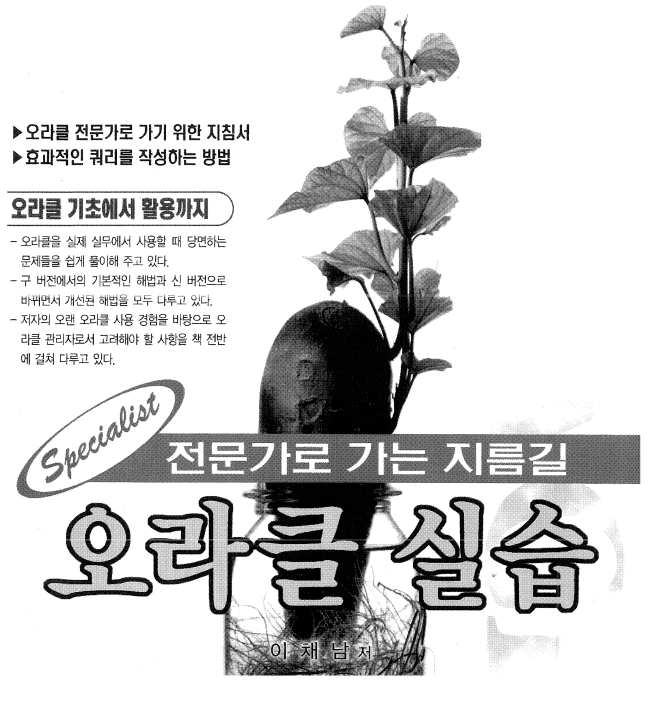 ▶오라클 전문가로 가기 위한 지침서
▶효과적인 쿼리를 작성하는 방법
오라클 기초에서 활용까지
- 오라클을 실제 실무에서 사용할 때 당면하는
문제들을 쉽게 풀이해 주고 있다.
- 구 버전에서의 기본적인 해법과 신 버전으로
바뀌면서 개선된 해법을 모두 다루고 있다.
- 저자의 오랜 오라클 사용 경험을 바탕으로 오
라클 관리자로서 고려해야 할 사항을 책 전반
에 걸쳐 다루고 있다.
Specialist
전문가로 가는 지름길
오라클 실습
이 채 남 저